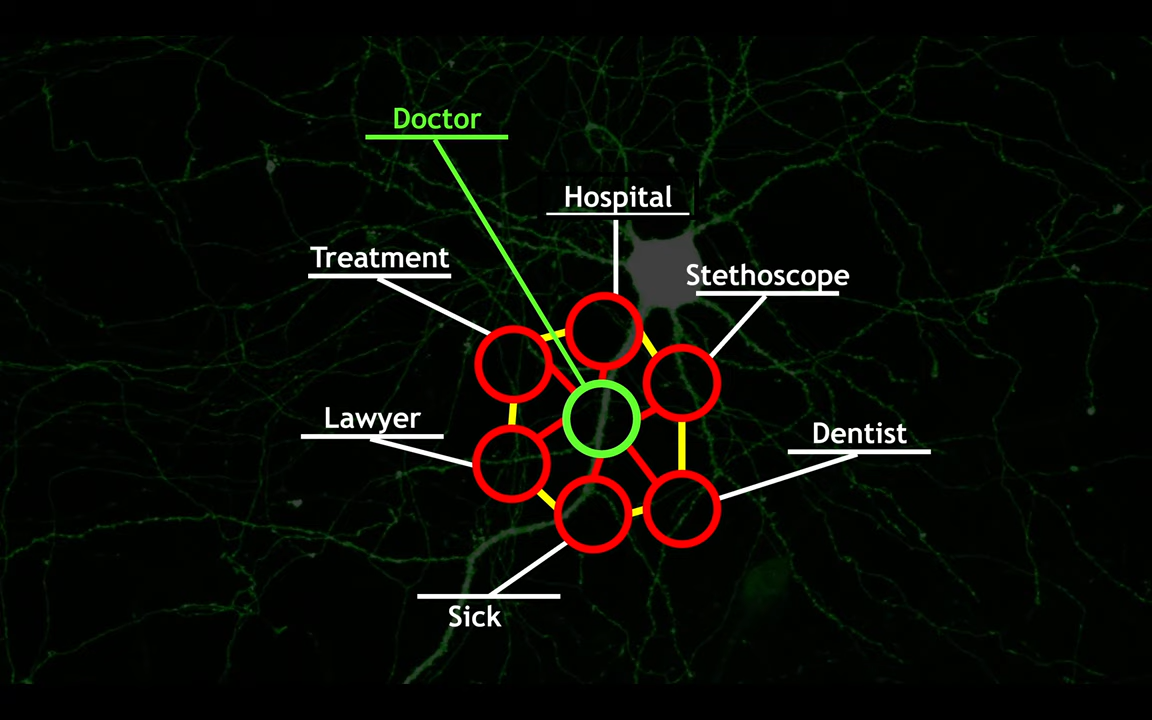 Doctor
Hospital
Treatment
Stethoscope
Lawyer
Dentist
Sick